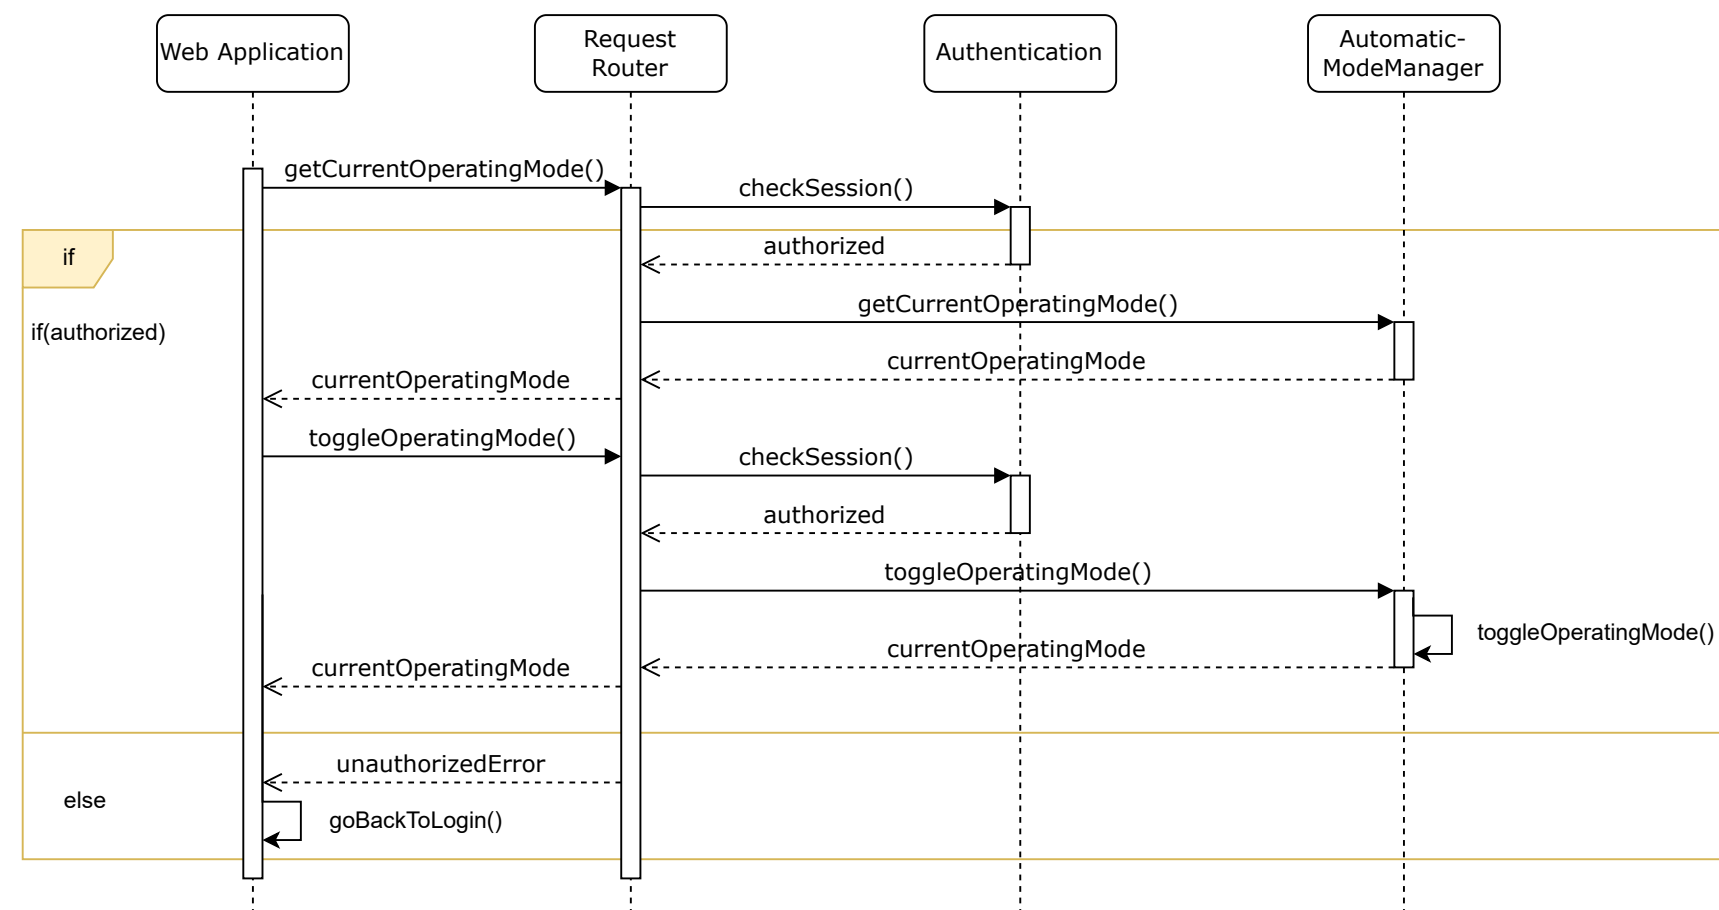 Web Application
Request
Router
Authentication
Automatic-
ModeManager
getCurrentOperatingMode()
checkSession()
if
authorized
getCurrentOperatingMode()
if(authorized)
currentOperatingMode
currentOperatingMode
toggleOperatingMode()
checkSession()
authorized
toggleOperatingMode()
toggleOperatingMode()
currentOperatingMode
currentOperatingMode
unauthorizedError
else
goBackToLogin()